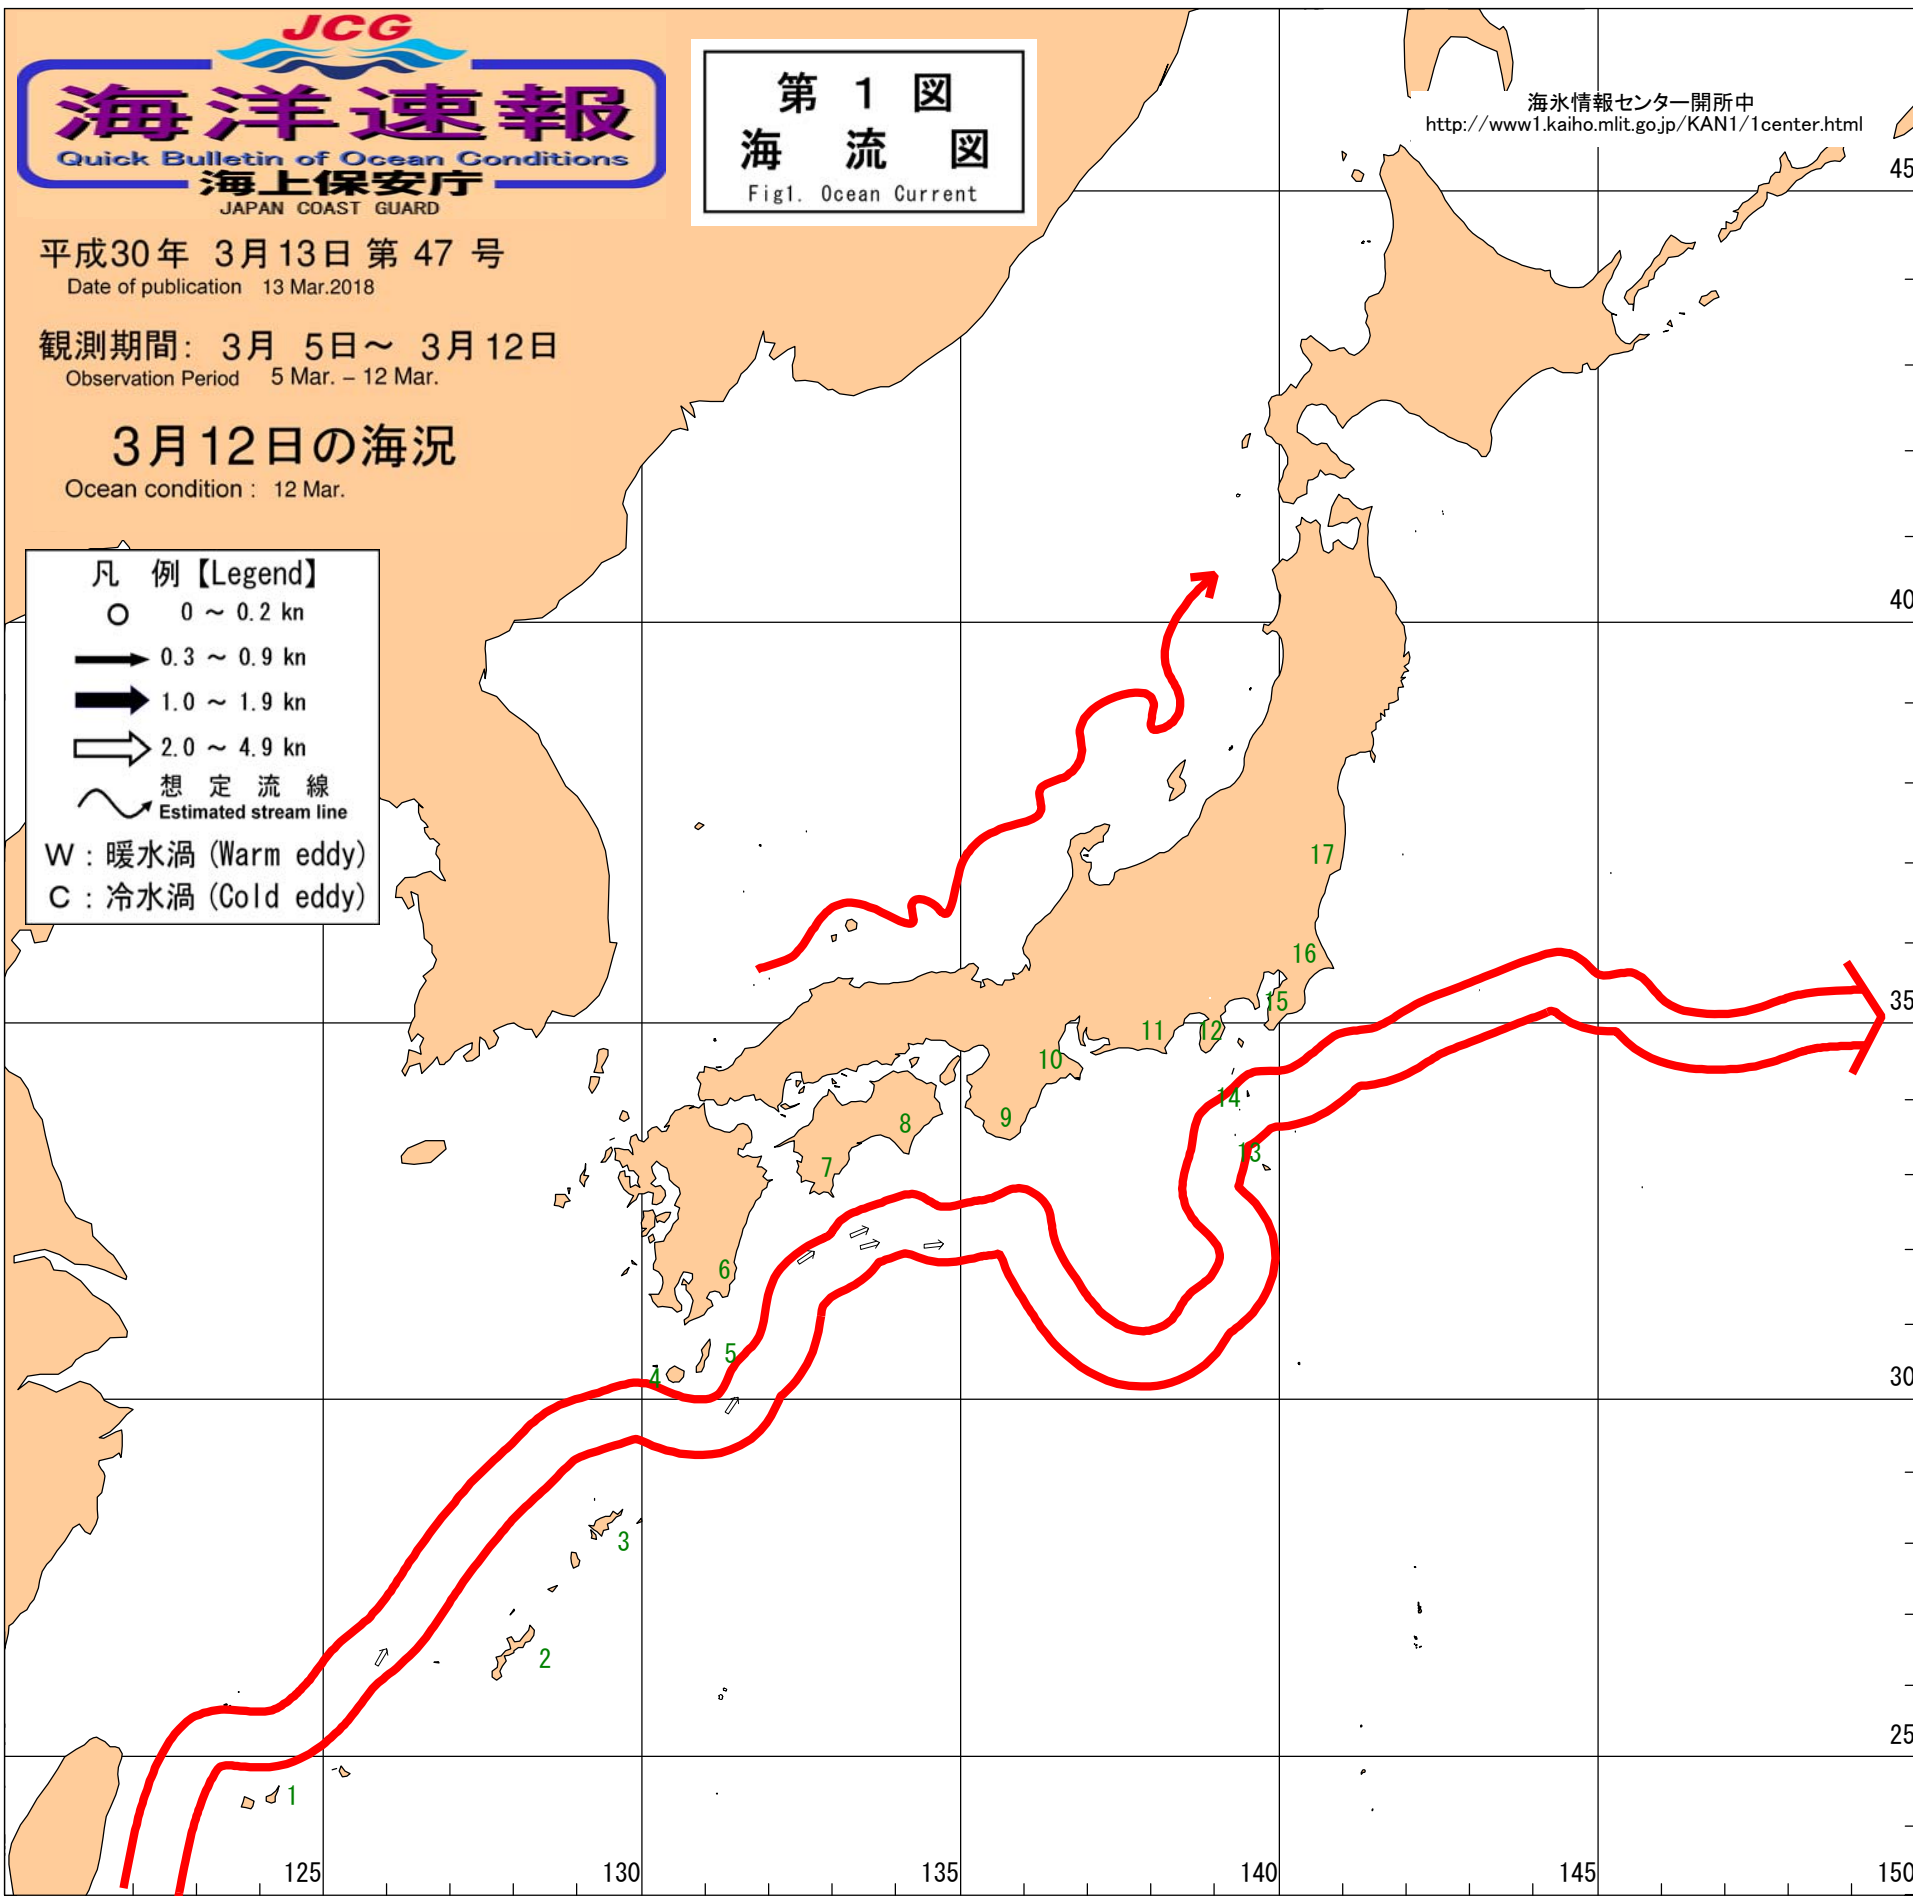 JCG
海洋速報
Quick Bulletin of Ocean Conditions
海上保安庁
JAPAN COAST GUARD
第 1 図
海 流 図
Fig1. Ocean Current
海氷情報センター開所中
http://www1.kaiho.mlit.go.jp/KAN1/1center.html
平成30年 3月13日 第 47 号
Date of publication 13 Mar.2018
観測期間: 3月 5日～ 3月12日
Observation Period 5 Mar. – 12 Mar.
3月12日の海況
Ocean condition : 12 Mar.
凡 例【Legend】
0 ～ 0.2 kn
0.3 ～ 0.9 kn
1.0 ～ 1.9 kn
2.0 ～ 4.9 kn
想 定 流 線
Estimated stream line
W : 暖水渦 (Warm eddy)
C : 冷水渦 (Cold eddy)
45
40
17
16
35
15
11
12
10
14
9
8
13
7
6
5
4
30
3
2
25
1
125
130
135
140
145
150